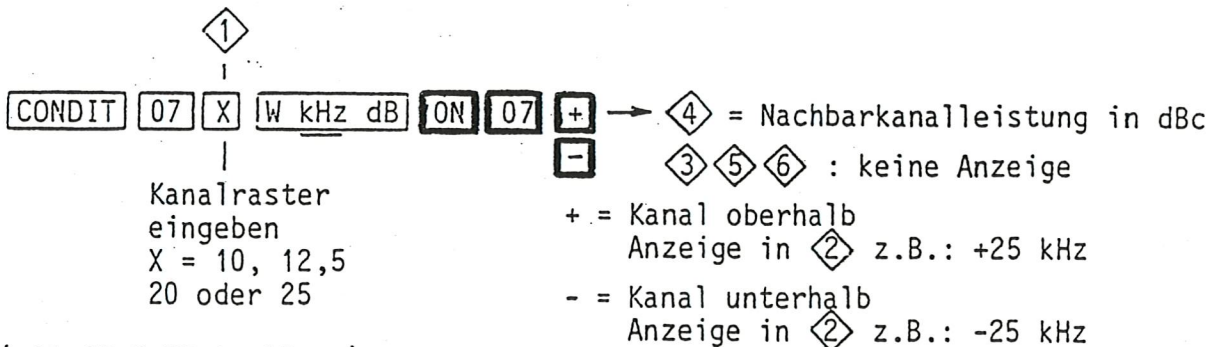 1
CONDIT 07 X W kHz dB ON 07 + → 4 = Nachbarkanalleistung in dBc
- 3 5 6 : keine Anzeige
Kanalraster
eingeben
X = 10, 12,5
20 oder 25
+ = Kanal oberhalb
Anzeige in 2 z.B.: +25 kHz
- = Kanal unterhalb
Anzeige in 2 z.B.: -25 kHz